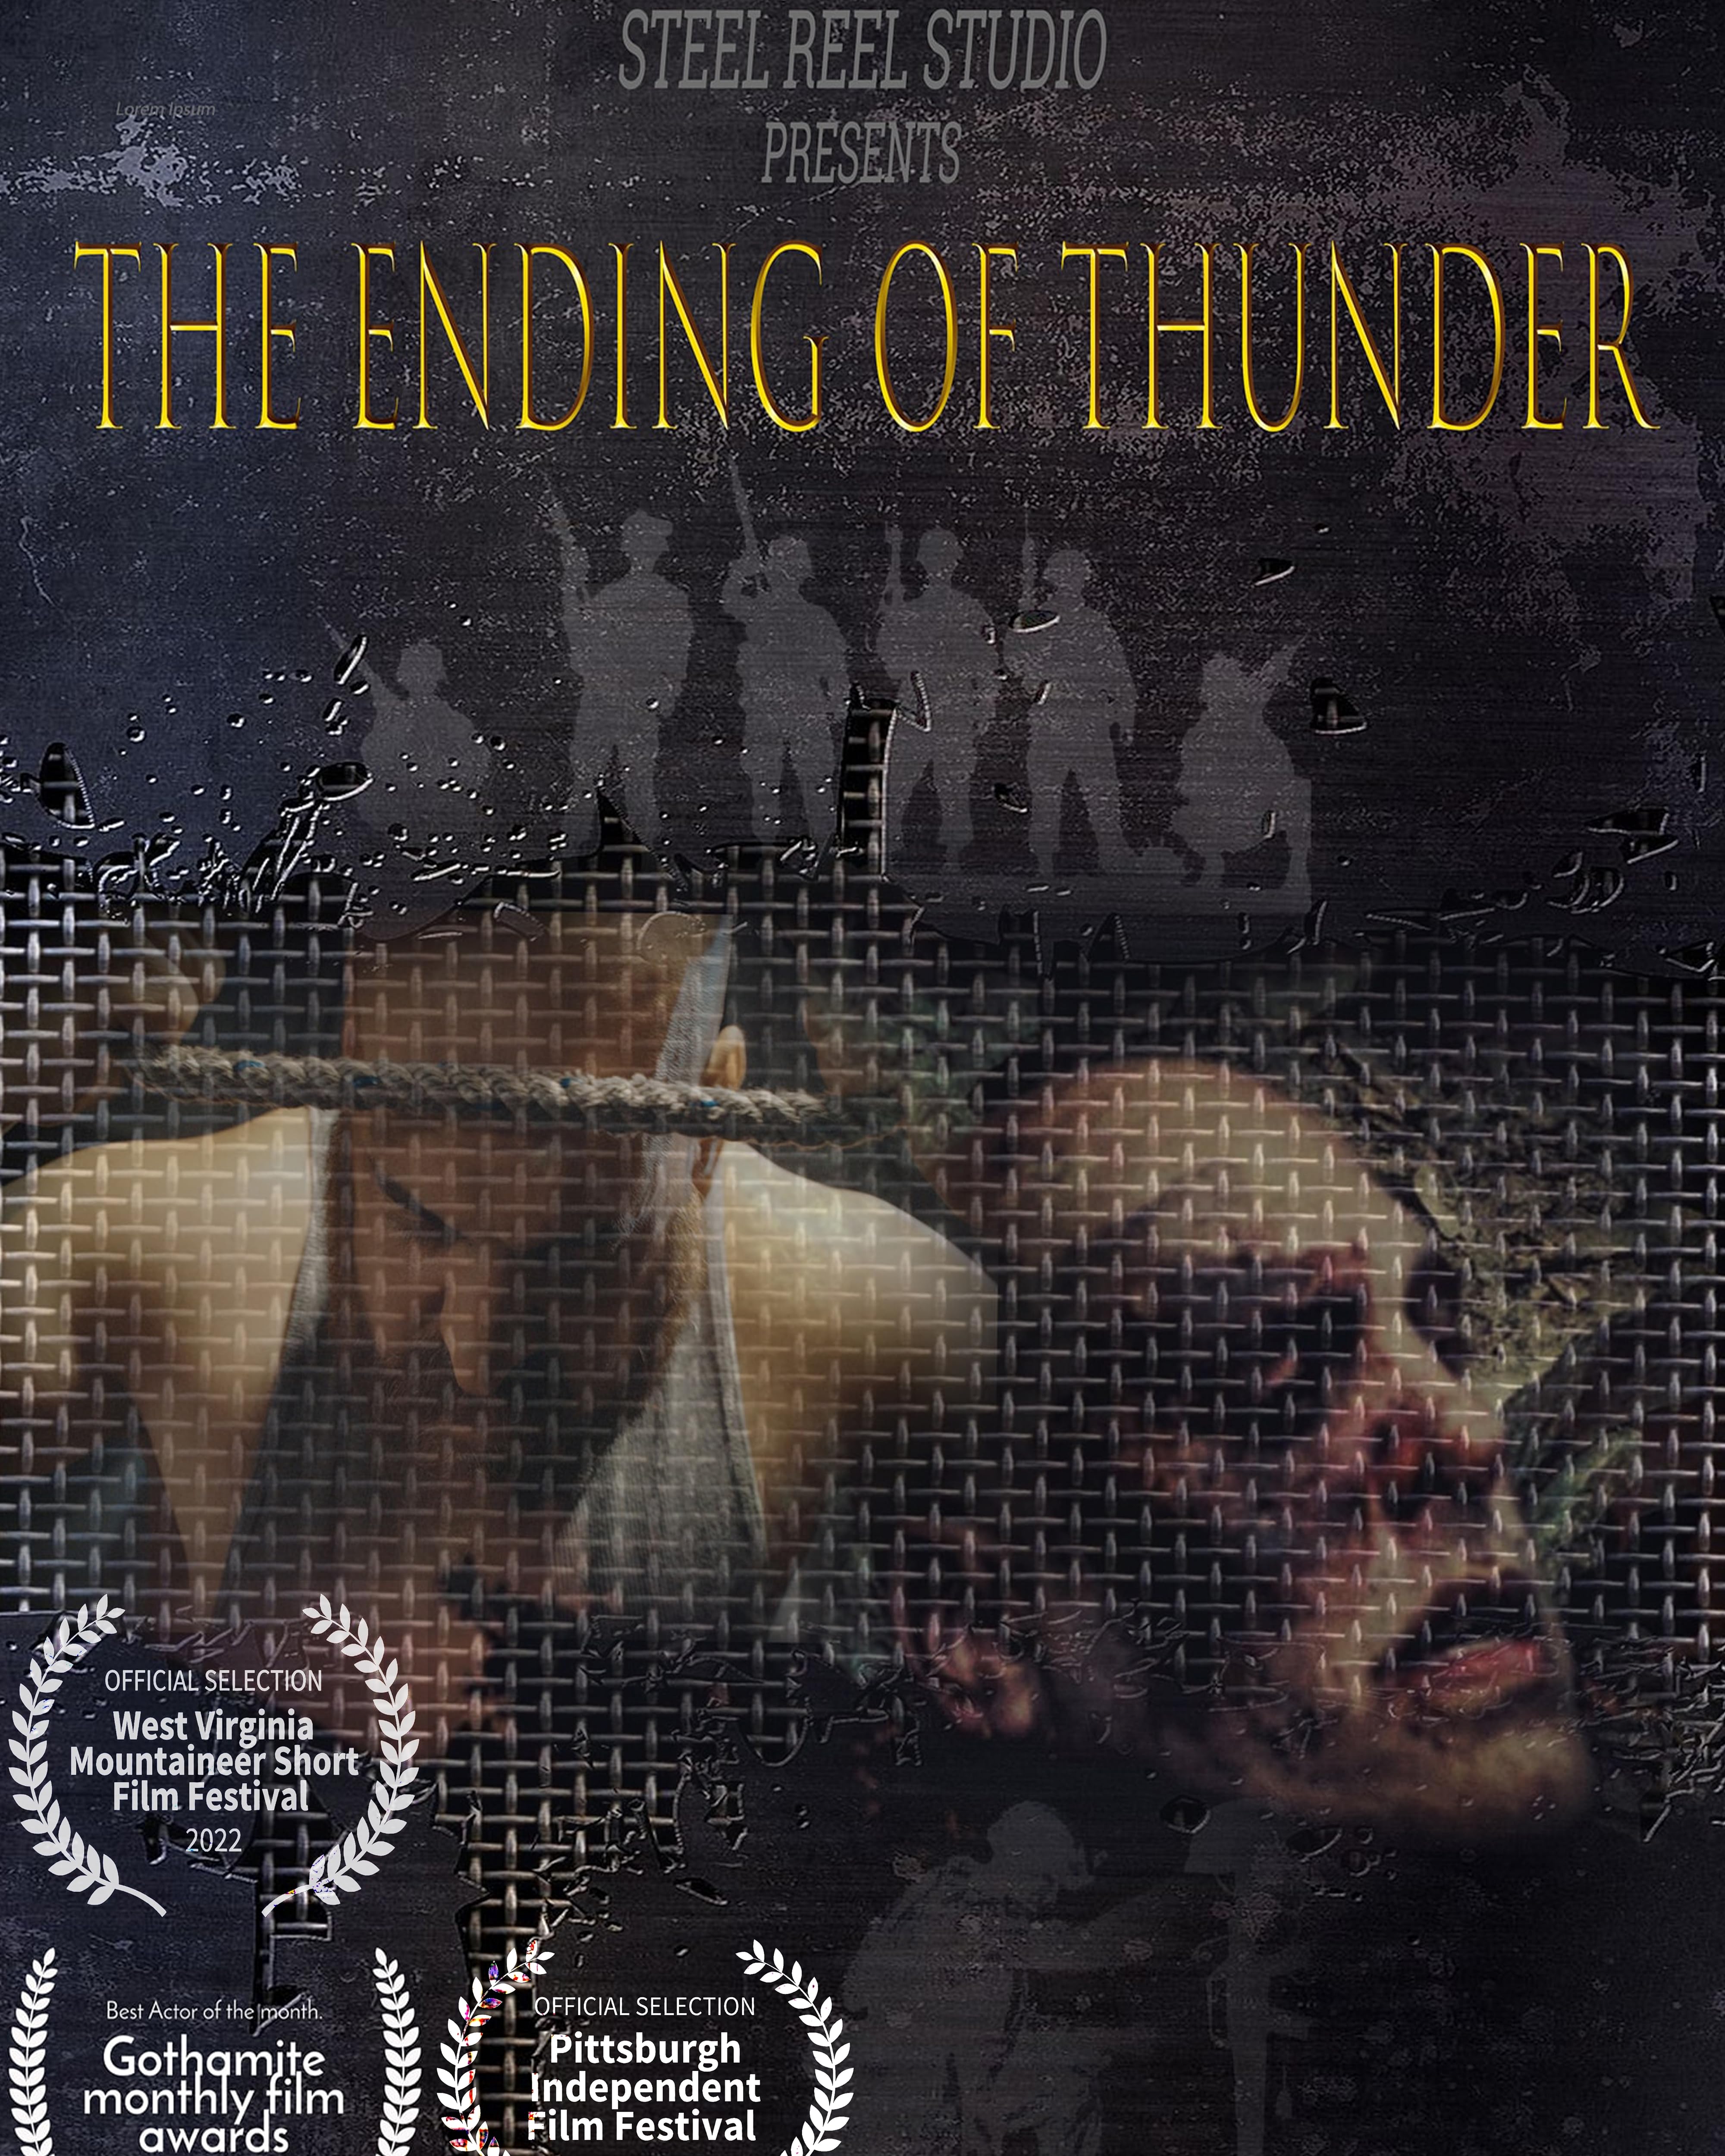 STEEL REEL STUDIO
Lorem Ipsum
PRESENTS
THE ENDING OF THUNDER
OFFICIAL SELECTION
West Virginia
Mountaineer Short
Film Festival
2022
Best Actor of the month.
Gothamite
monthly film
awards
OFFICIAL SELECTION
Pittsburgh
Independent
Film Festival